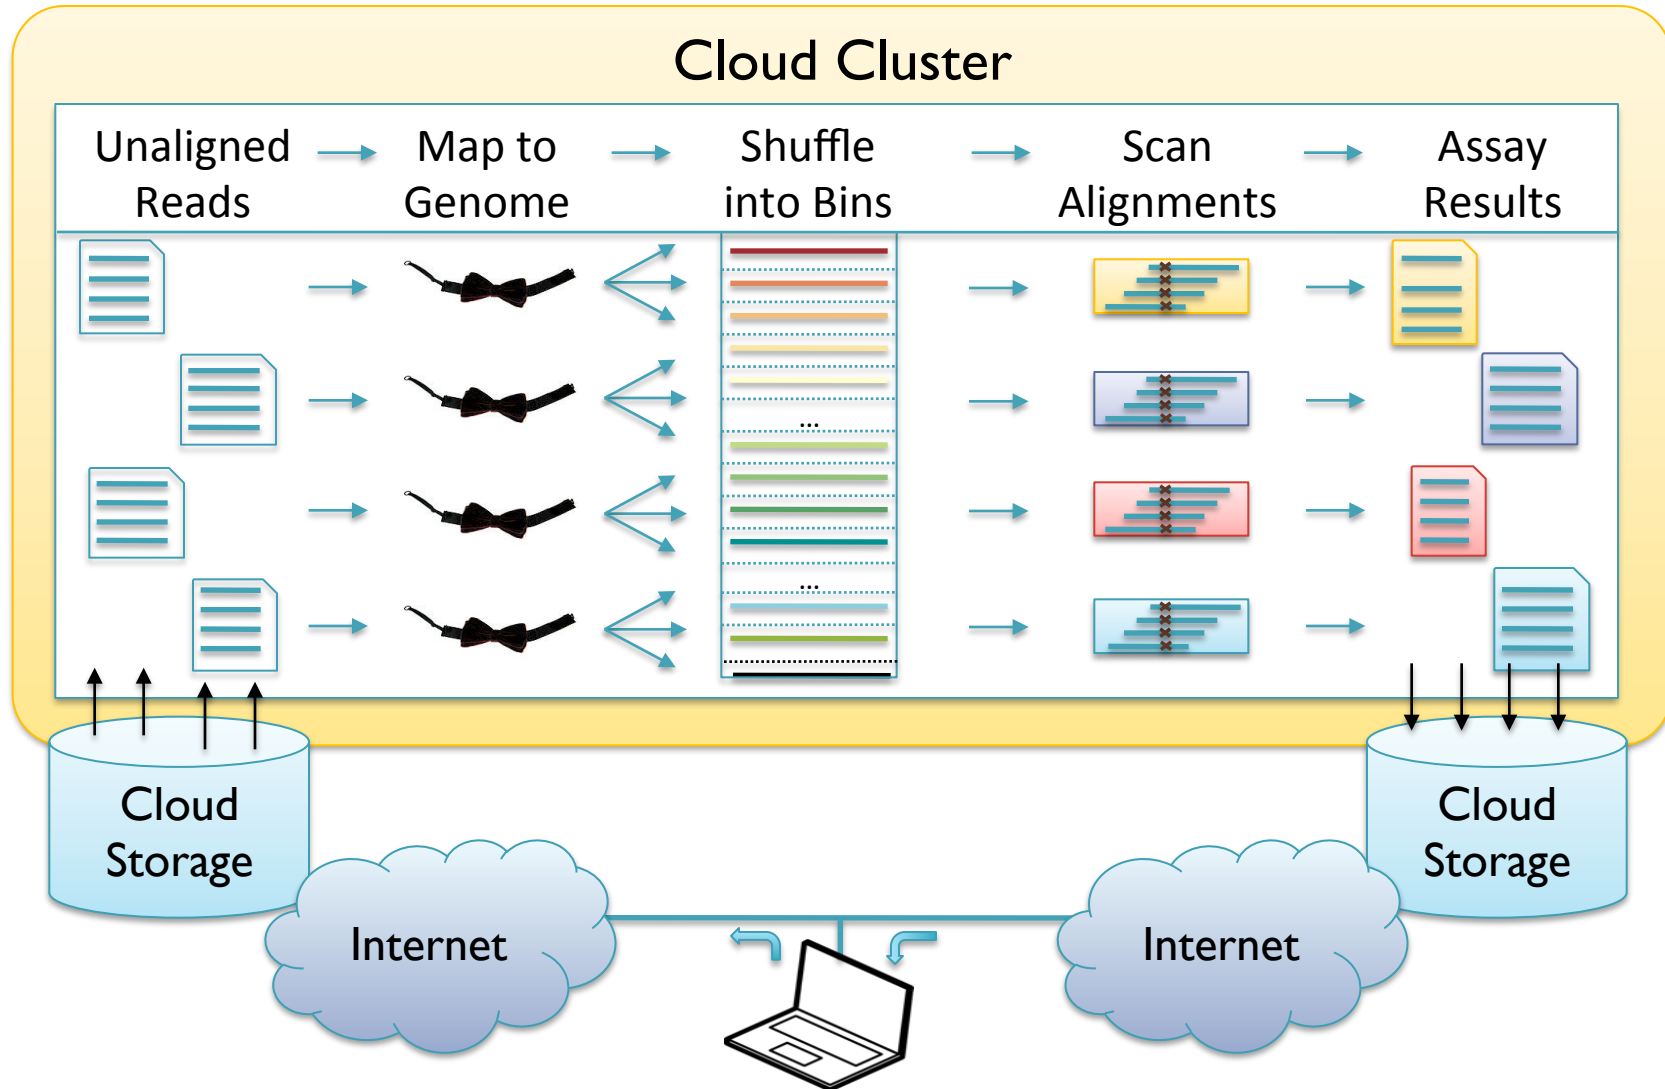 Cloud Cluster
Unaligned
Reads
Map to
Genome
Shuffle
into Bins
Scan
Alignments
Assay
Results
...
...
Cloud
Storage
Cloud
Storage
Internet
Internet